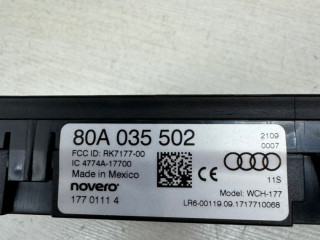 80A 035 502
FCC ID: RK7177-00
IC 4774A-17700
Made in Mexico
novero
177 0111 4
2109
0007
11S
Model: WCH-177
LR6-00119.09.1717710068